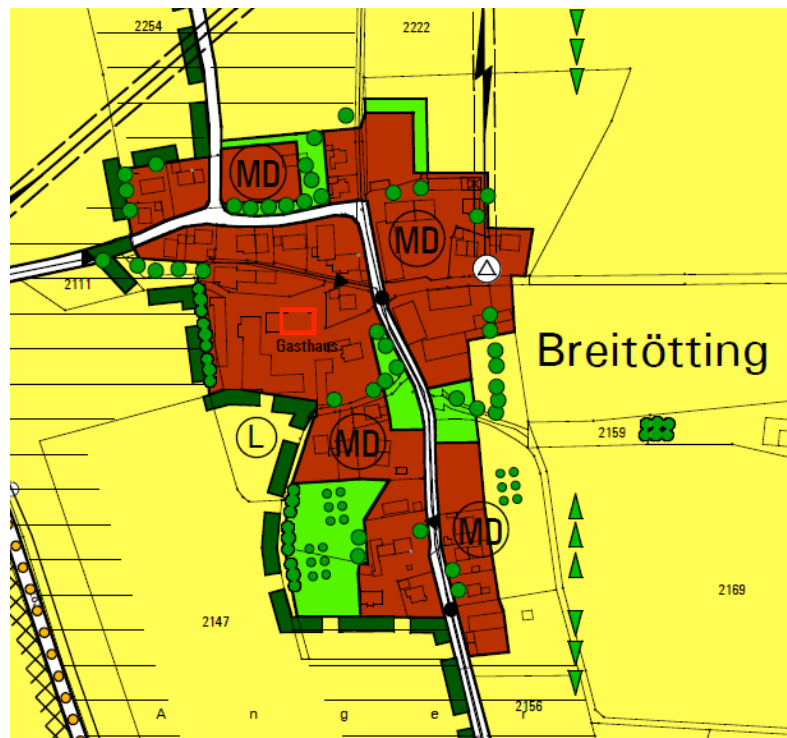 2254
2222
MD
MD
2111
Gasthaus
Breitötting
L
MD
2159
MD
2169
2147
2156
A n g e r